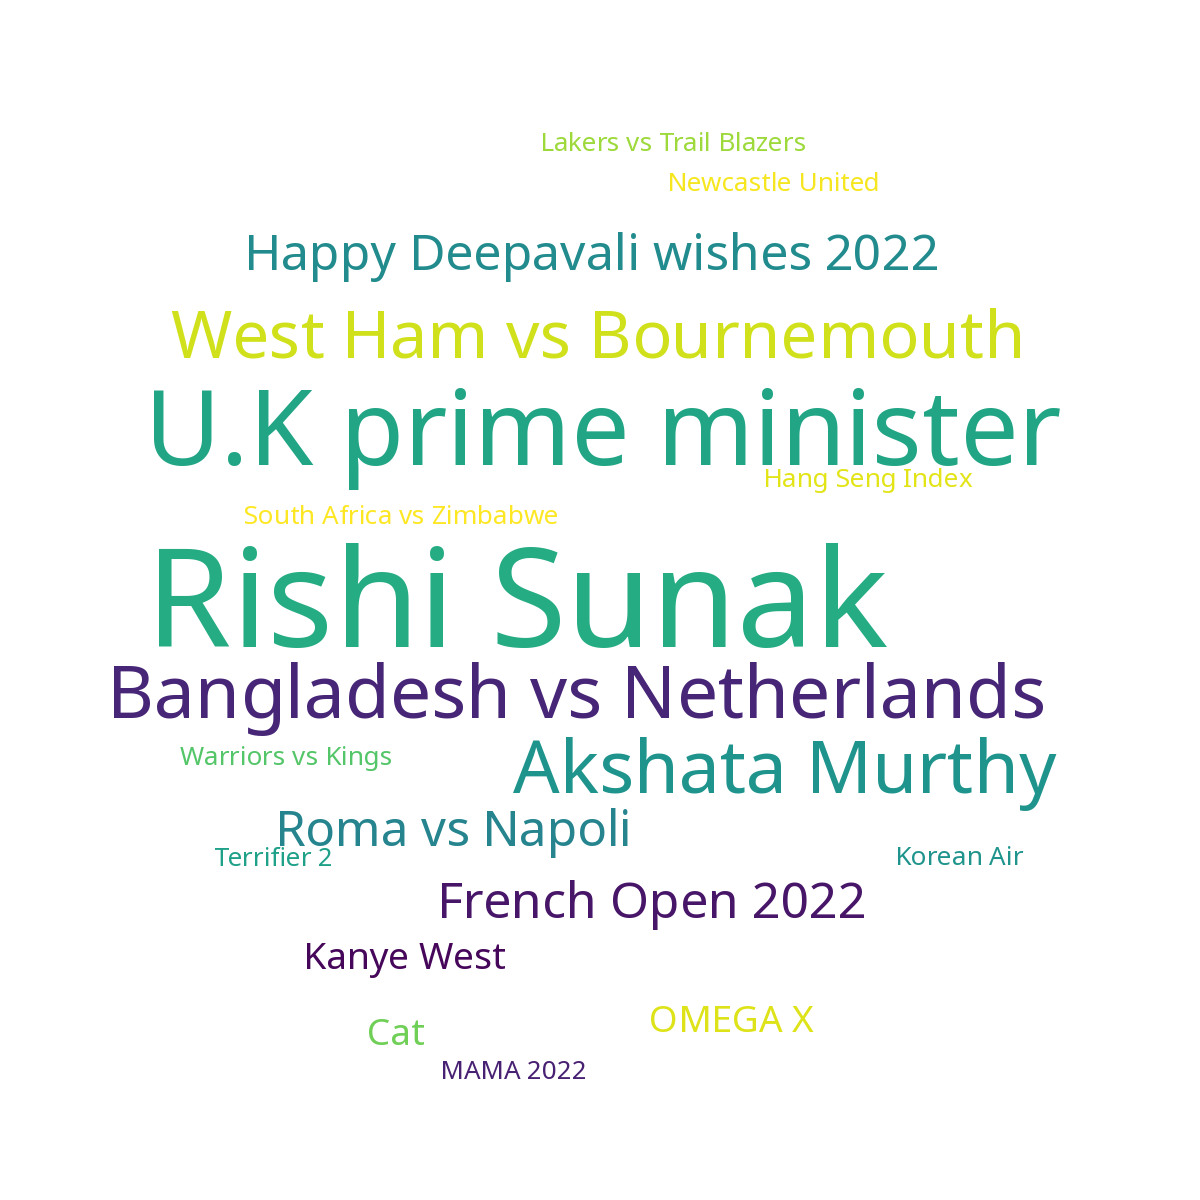 Lakers vs Trail Blazers
Newcastle United
Happy Deepavali wishes 2022
West Ham vs Bournemouth
U.K prime minister
Hang Seng Index
South Africa vs Zimbabwe
Rishi Sunak
Bangladesh vs Netherlands
Warriors vs Kings
Akshata Murthy
Roma vs Napoli
Terrifier 2
Korean Air
French Open 2022
Kanye West
OMEGA X
Cat
MAMA 2022